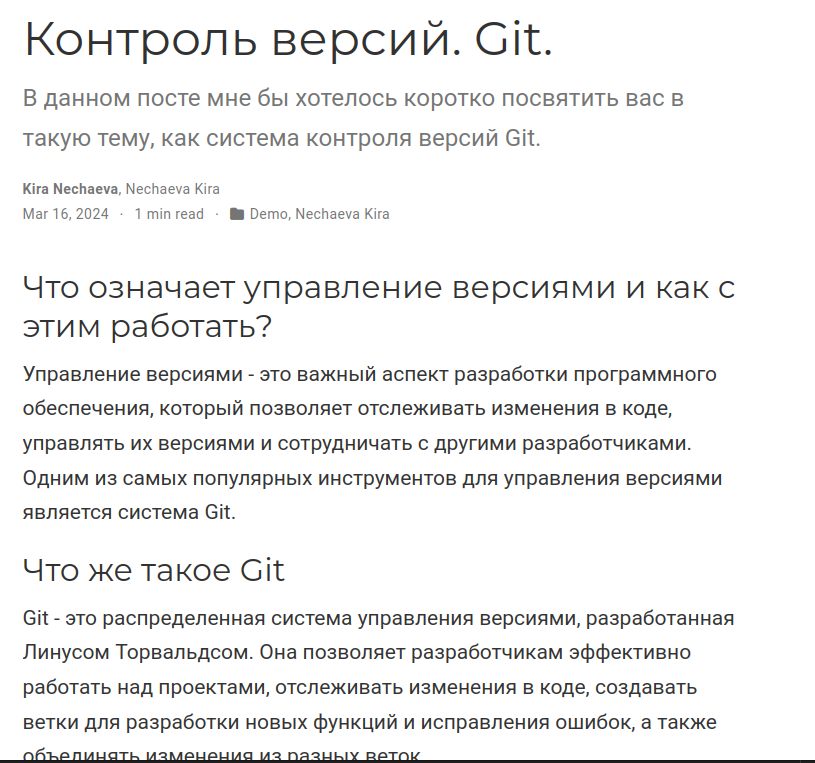 Контроль версий. Git.
В данном посте мне бы хотелось коротко посвятить вас в
такую тему, как система контроля версий Git.
Kira Nechaeva, Nechaeva Kira
Mar 16, 2024 · 1 min read · Demo, Nechaeva Kira
Что означает управление версиями и как с
этим работать?
Управление версиями - это важный аспект разработки программного
обеспечения, который позволяет отслеживать изменения в коде,
управлять их версиями и сотрудничать с другими разработчиками.
Одним из самых популярных инструментов для управления версиями
является система Git.
Что же такое Git
Git - это распределенная система управления версиями, разработанная
Линусом Торвальдсом. Она позволяет разработчикам эффективно
работать над проектами, отслеживать изменения в коде, создавать
ветки для разработки новых функций и исправления ошибок, а также
объединять изменения из разных веток.